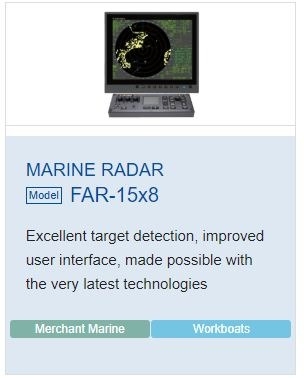 MARINE RADAR
Model FAR-15x8
Excellent target detection, improved
user interface, made possible with
the very latest technologies
Merchant Marine Workboats